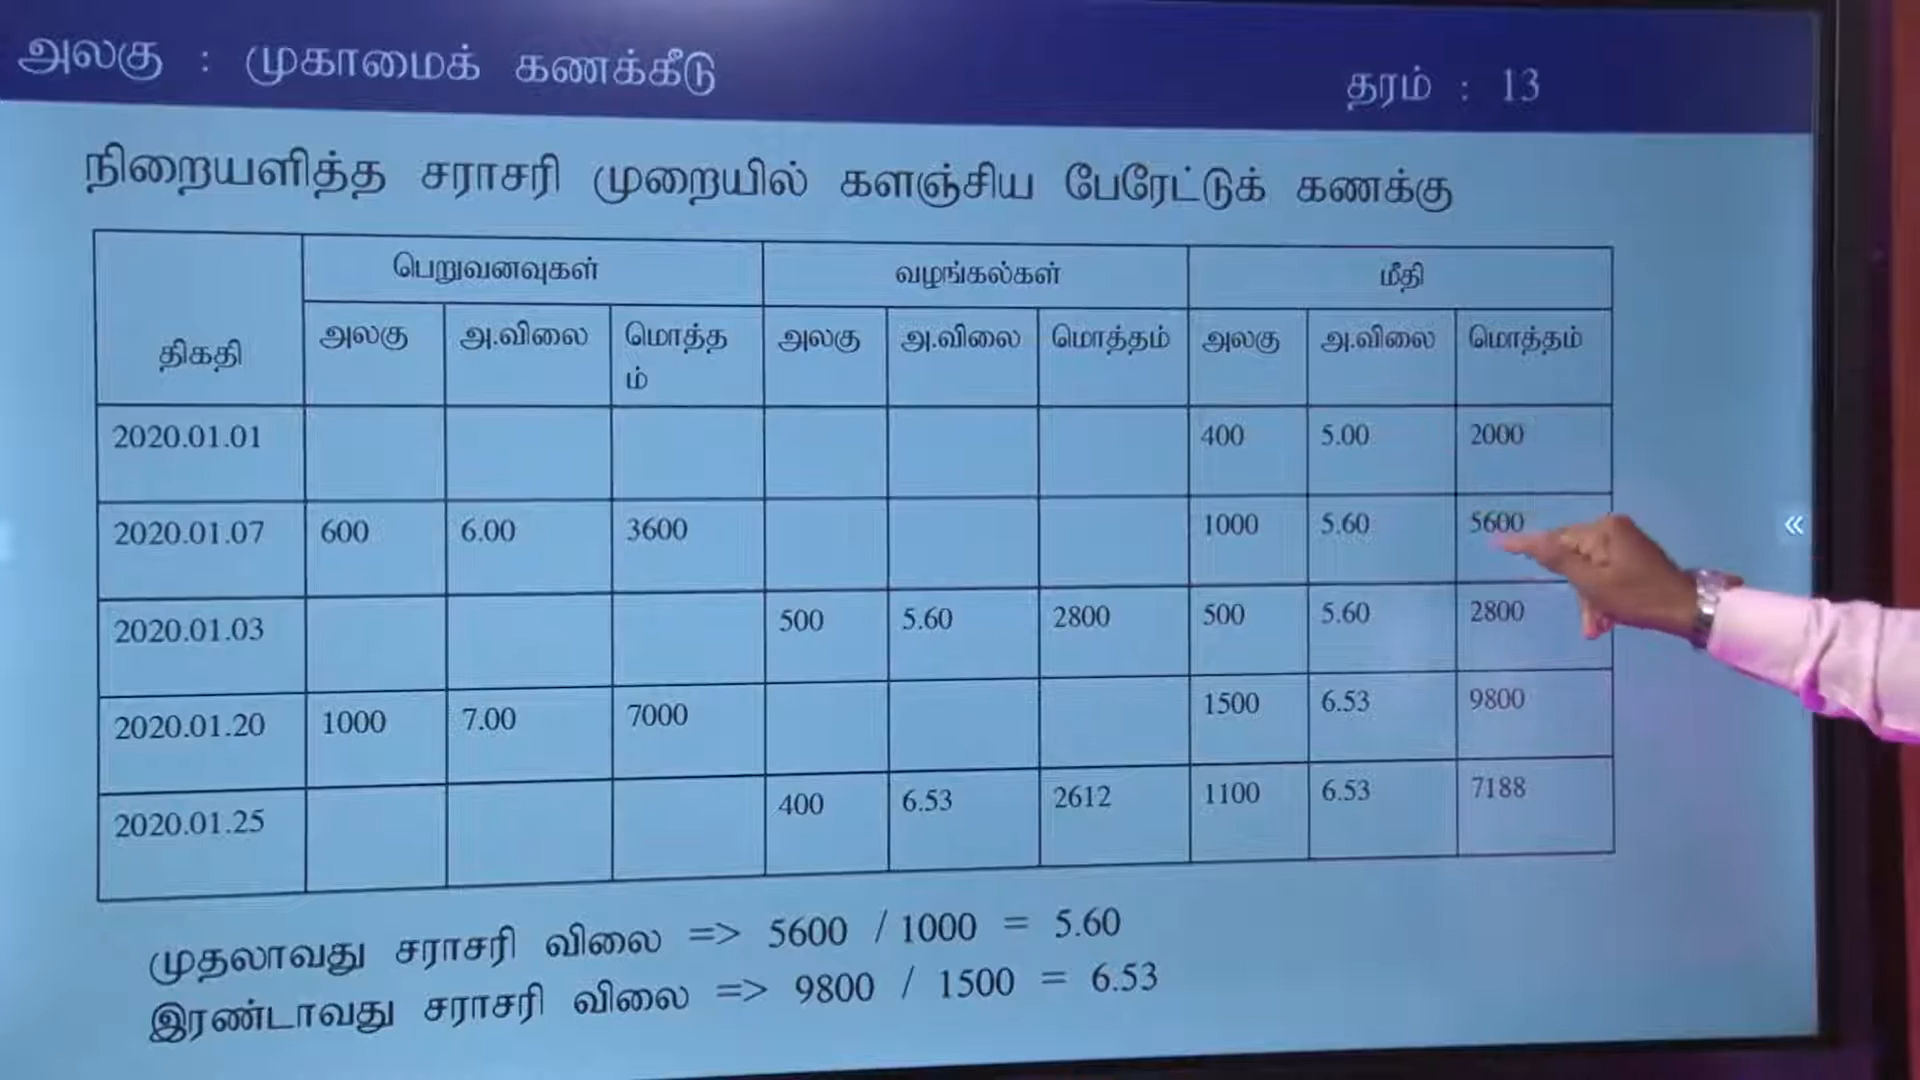 அலகு : முகாமைக் கணக்கீடு
தரம் : 13
நிறையளித்த சராசரி முறையில் களஞ்சிய பேரேட்டுக் கணக்கு
திகதி பெறுவனவுகள் வழங்கல்கள் மீதி
அலகு அ.விலை மொத்த
ம் அலகு அ.விலை மொத்தம் அலகு அ.விலை மொத்தம்
2020.01.01 400 5.00 2000
2020.01.07 600 6.00 3600 1000 5.60 5600
2020.01.03 500 5.60 2800 500 5.60 2800
2020.01.20 1000 7.00 7000 1500 6.53 9800
2020.01.25 400 6.53 2612 1100 6.53 7188
முதலாவது சராசரி விலை => 5600 / 1000 = 5.60
இரண்டாவது சராசரி விலை => 9800 / 1500 = 6.53